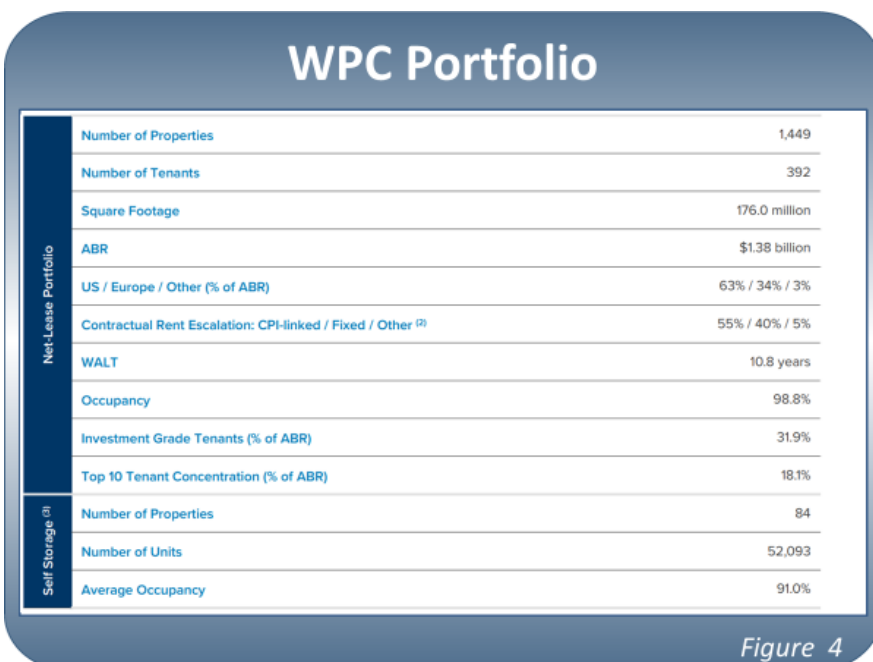 WPC Portfolio
Net-Lease Portfolio
Number of Properties 1,449
Number of Tenants 392
Square Footage 176.0 million
ABR $1.38 billion
US / Europe / Other (% of ABR) 63% / 34% / 3%
Contractual Rent Escalation: CPI-linked / Fixed / Other (2) 55% / 40% / 5%
WALT 10.8 years
Occupancy 98.8%
Investment Grade Tenants (% of ABR) 31.9%
Top 10 Tenant Concentration (% of ABR) 18.1%
Self Storage (3)
Number of Properties 84
Number of Units 52,093
Average Occupancy 91.0%
Figure 4